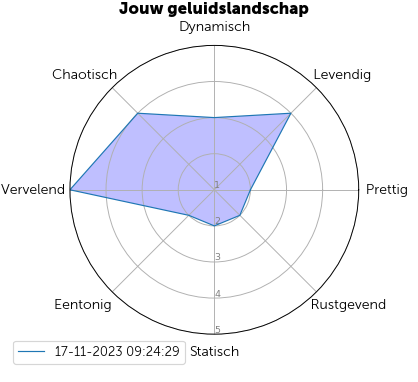 Jouw geluidslandschap
Dynamisch
Chaotisch
Levendig
Vervelend
1
Prettig
2
3
Eentonig
4
Rustgevend
5
17-11-2023 09:24:29
Statisch